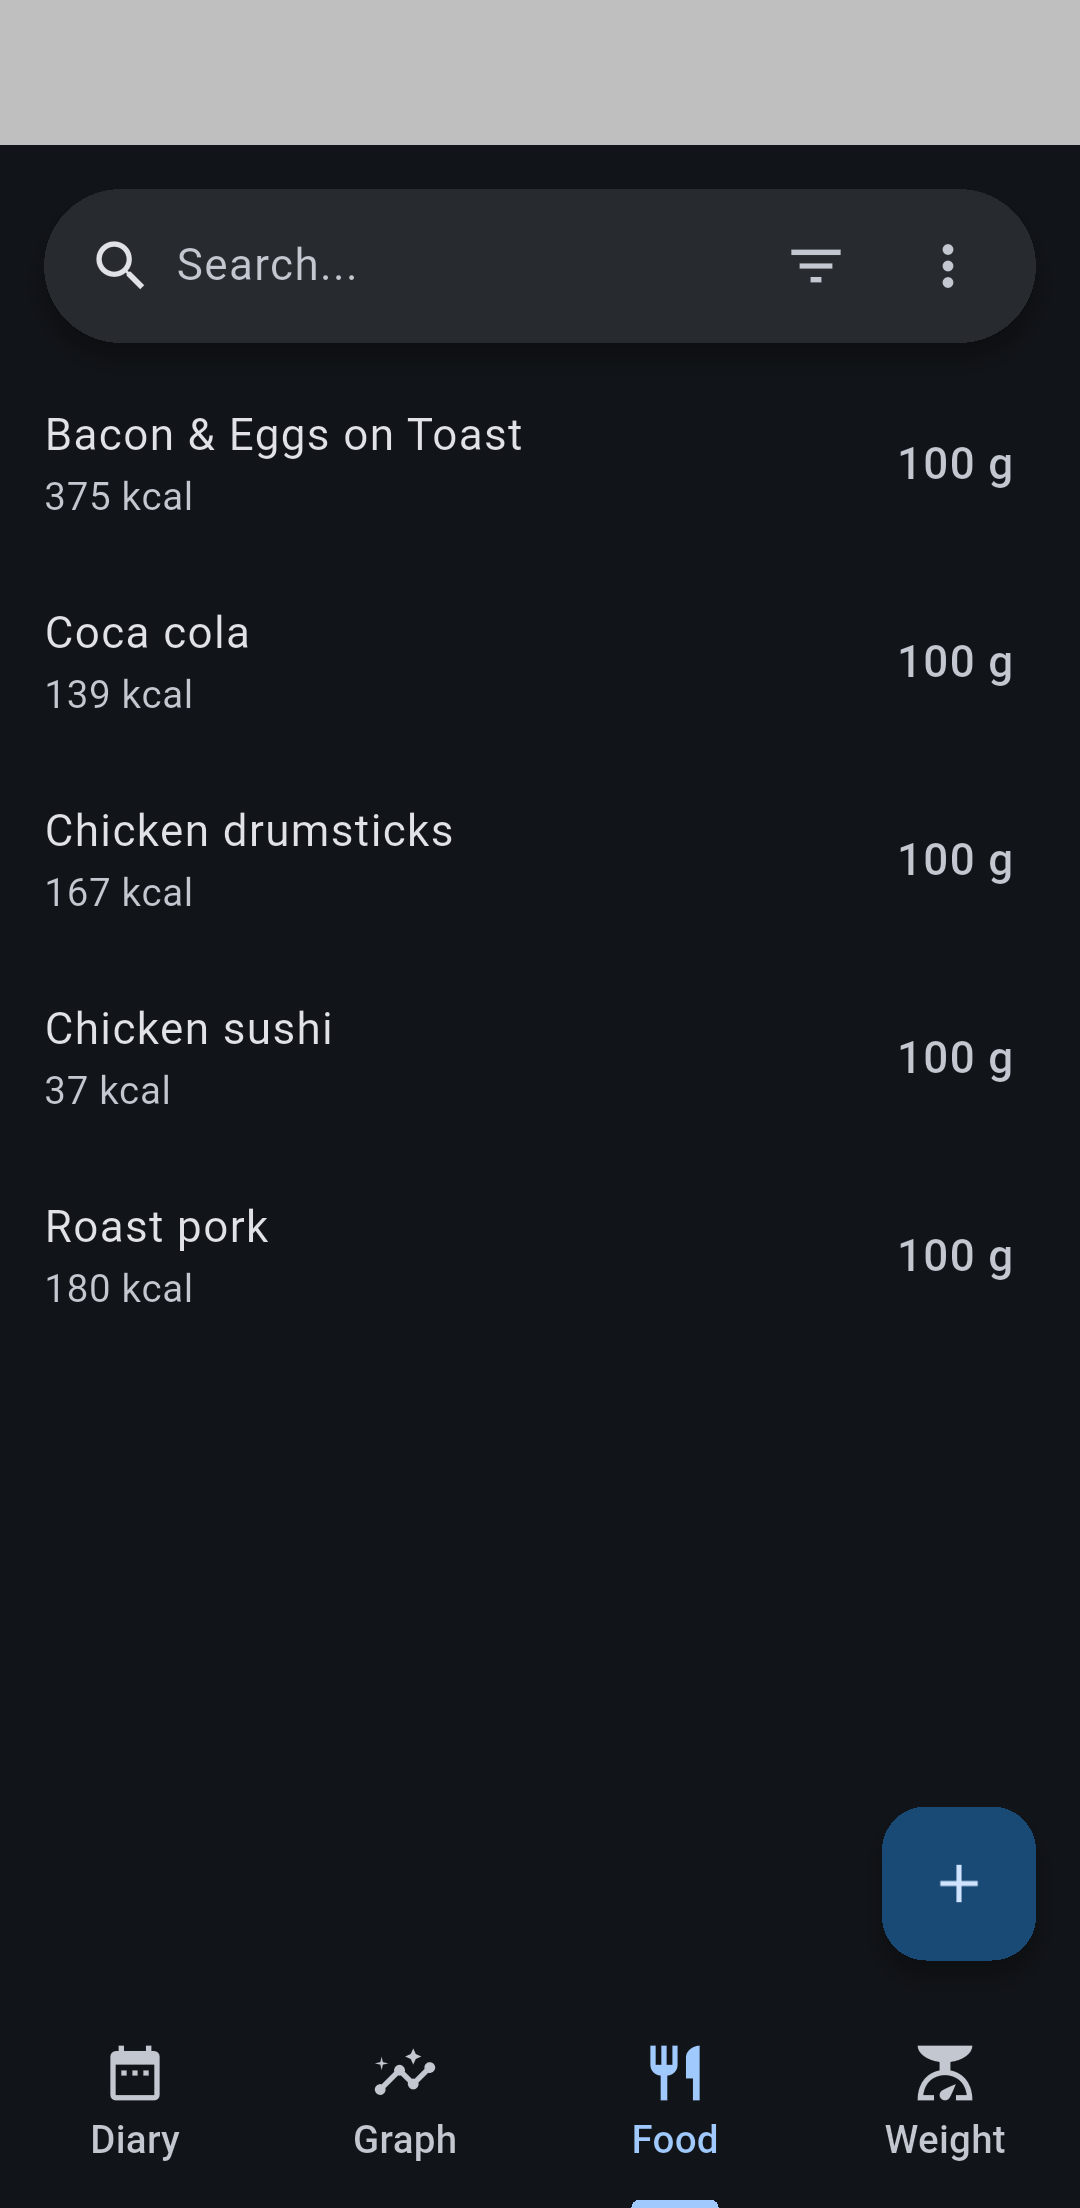 Search...
Bacon & Eggs on Toast
375 kcal
100 g
Coca cola
139 kcal
100 g
Chicken drumsticks
167 kcal
100 g
Chicken sushi
37 kcal
100 g
Roast pork
180 kcal
100 g
Diary
Graph
Food
Weight